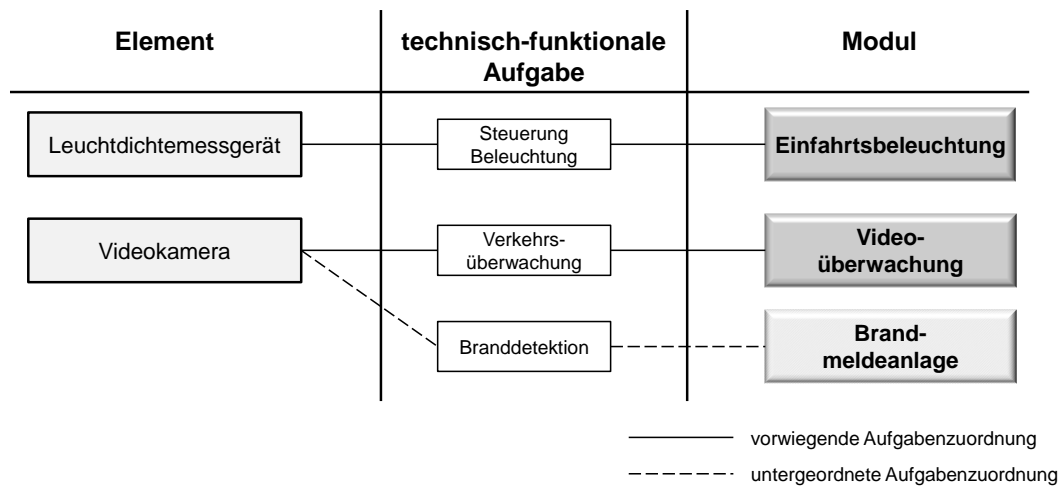 Element
technisch-funktionale
Aufgabe
Modul
Leuchtdichtemessgerät
Steuerung
Beleuchtung
Einfahrtsbeleuchtung
Videokamera
Verkehrs-
überwachung
Video-
überwachung
Branddetektion
Brand-
meldeanlage
vorwiegende Aufgabenzuordnung
untergeordnete Aufgabenzuordnung